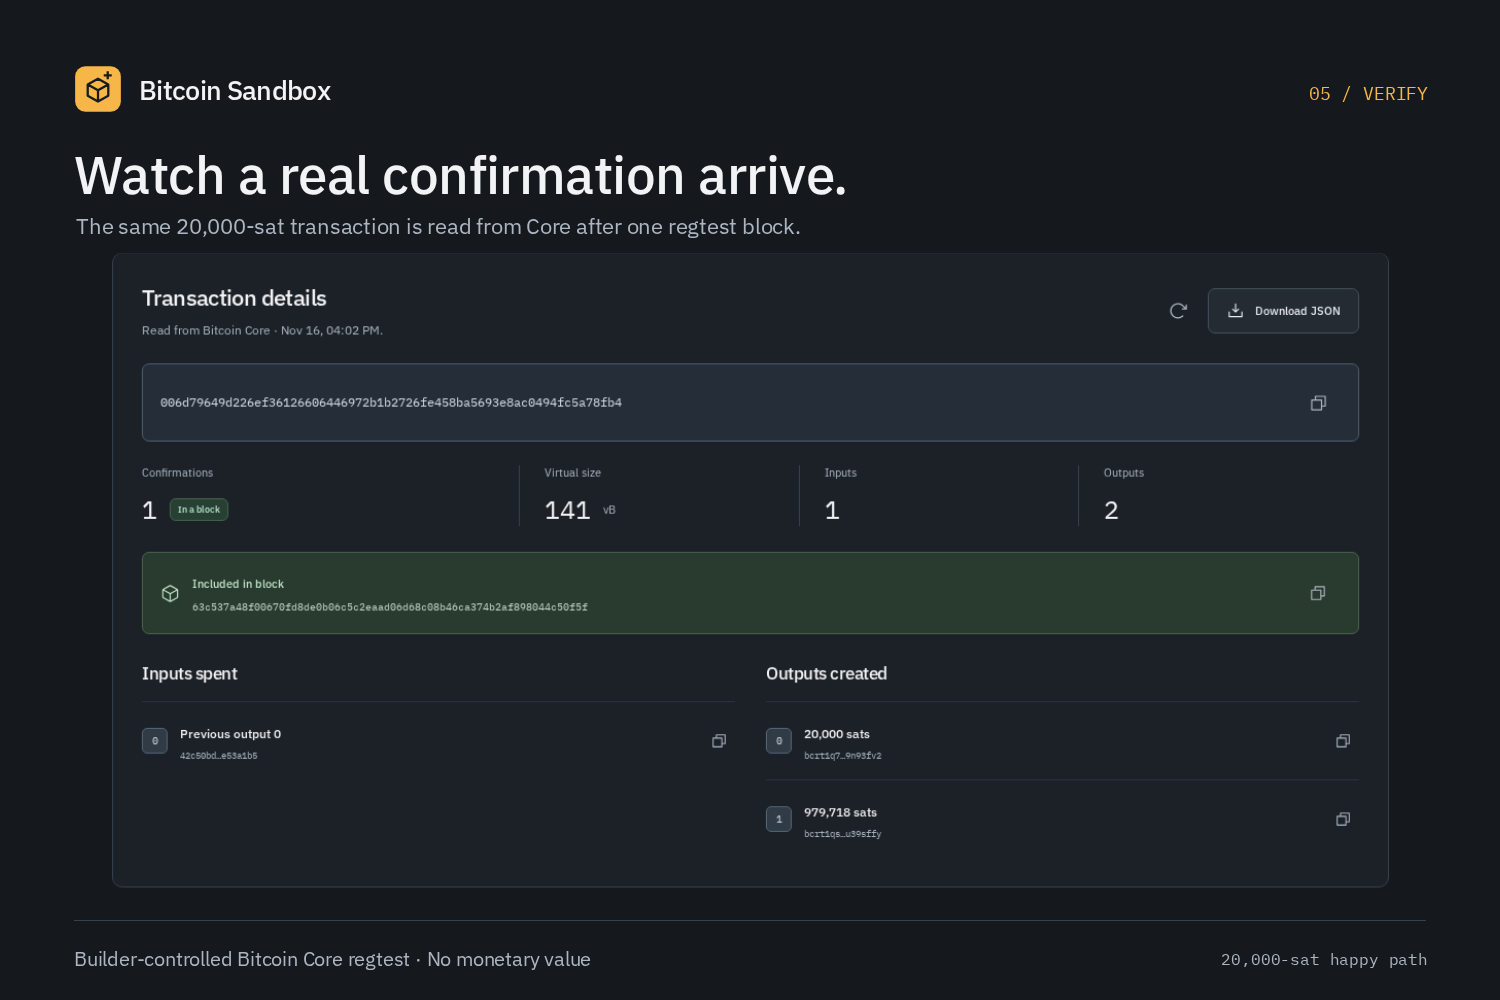 Bitcoin Sandbox
05 / VERIFY
Watch a real confirmation arrive.
The same 20,000-sat transaction is read from Core after one regtest block.
Transaction details
Read from Bitcoin Core · Nov 16, 04:02 PM.
Download JSON
006d79649d226ef36126606446972b1b2726fe458ba5693e8ac0494fc5a78fb4
Confirmations
1 In a block
Virtual size
141 vB
Inputs
1
Outputs
2
Included in block
63c537a48f00670fd8de0b06c5c2eaad06d68c08b46ca374b2af898044c50f5f
Inputs spent
0
Previous output 0
42c50bd…e53a1b5
Outputs created
0
20,000 sats
bcrt1q7…9n93fv2
1
979,718 sats
bcrt1qs…u39sffy
Builder-controlled Bitcoin Core regtest · No monetary value
20,000-sat happy path